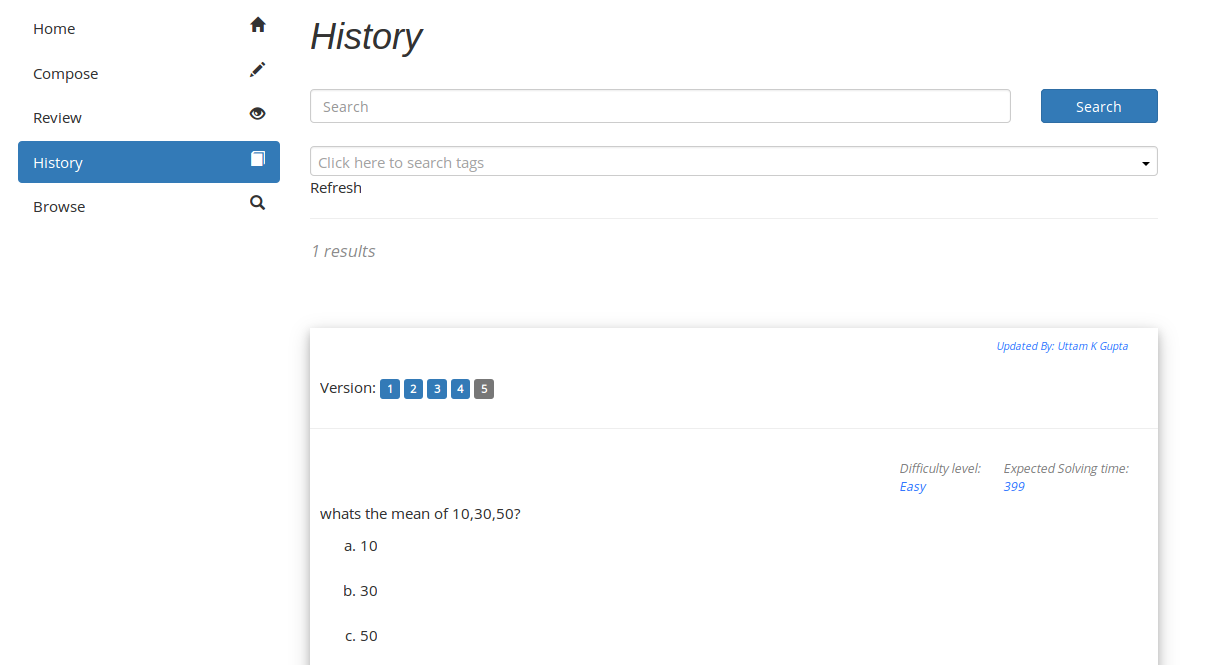 Home
Compose
Review
History
Browse
History
Search
Search
Click here to search tags
Refresh
1 results
Updated By: Uttam K Gupta
Version: 1 2 3 4 5
Difficulty level: Expected Solving time:
Easy 399
whats the mean of 10,30,50?
a. 10
b. 30
c. 50